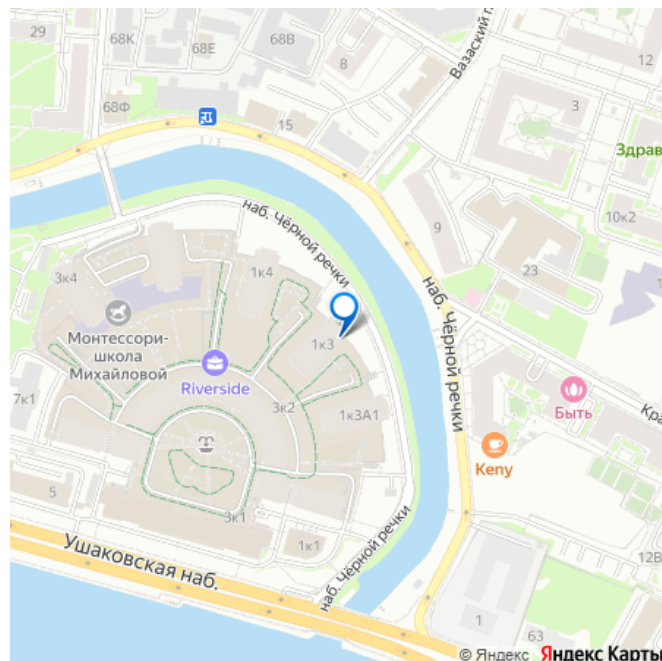 29
68К
68Е
68В
8
Вазаский п
12
68Ф
15
3
Здрав
наб. Чёрной речки
9
10к2
23
3к4
1к4
наб. Чёрной речки
Монтессори-
школа
Михайловой
1к3
Riverside
7к1
3к2
1к3А1
Быть
Кра
Keny
5
3к1
1к1
наб. Чёрной речки
Ушаковская наб.
12В
1
63
© Яндекс Яндекс Карты